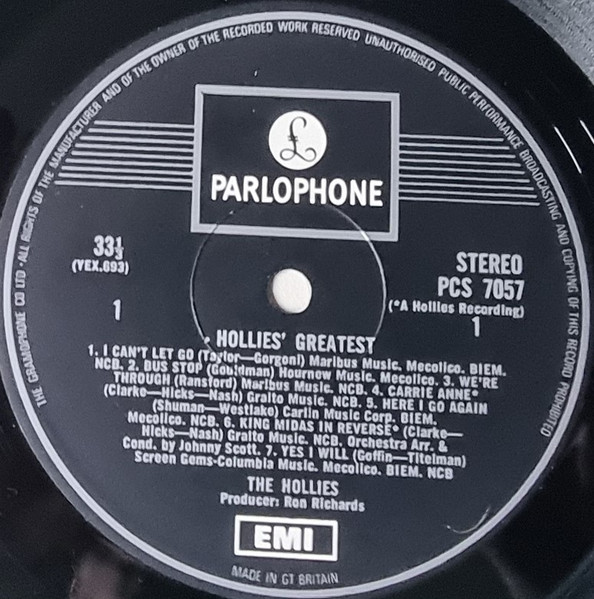 THE GRAMOPHONE CO LTD · ALL RIGHTS OF THE MANUFACTURER AND OF THE OWNER OF THE RECORDED WORK RESERVED UNAUTHORISED PUBLIC PERFORMANCE BROADCASTING AND COPYING OF THIS RECORD PROHIBITED
£
PARLOPHONE
33⅓
(VEX.693)
1
STEREO
PCS 7057
(*A Hollies Recording)
1
HOLLIES' GREATEST
1. I CAN'T LET GO (Taylor—Gorgoni) Maribus Music. Mecolico. BIEM.
NCB. 2. BUS STOP (Gouldman) Hournew Music. Mecolico. 3. WE'RE
THROUGH (Ransford) Maribus Music. NCB. 4. CARRIE ANNE*
(Clarke—Hicks—Nash) Gralto Music. NCB. 5. HERE I GO AGAIN
(Shuman—Westlake) Carlin Music Corp. BIEM.
Mecolico. NCB. 6. KING MIDAS IN REVERSE* (Clarke—
Hicks—Nash) Gralto Music. NCB. Orchestra Arr. &
Cond. by Johnny Scott. 7. YES I WILL (Goffin—Titelman)
Screen Gems-Columbia Music. Mecolico. BIEM. NCB
THE HOLLIES
Producer: Ron Richards
EMI
MADE IN GT BRITAIN